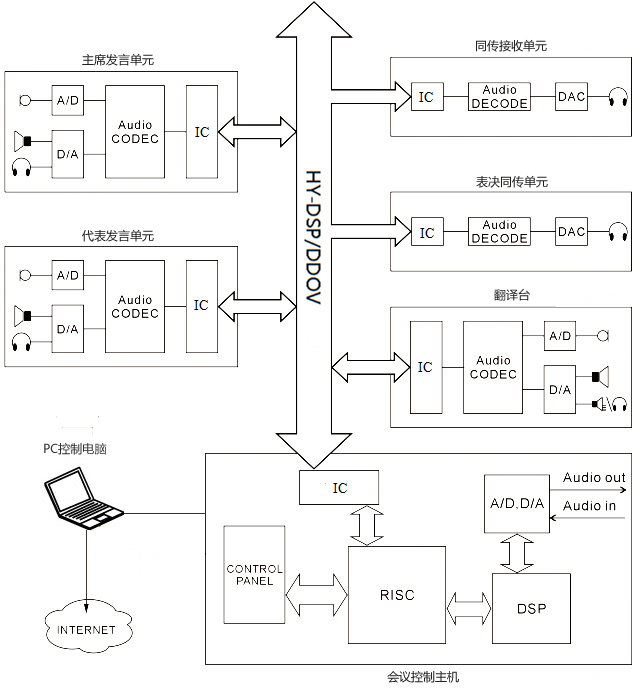 主席发言单元
A/D
D/A
Audio
CODEC
IC
代表发言单元
A/D
D/A
Audio
CODEC
IC
HY-DSP/DDOV
同传接收单元
IC
Audio
DECODE
DAC
表决同传单元
IC
Audio
DECODE
DAC
翻译台
IC
Audio
CODEC
A/D
D/A
PC控制电脑
INTERNET
IC
CONTROL
PANEL
RISC
A/D,D/A
Audio out
Audio in
DSP
会议控制主机